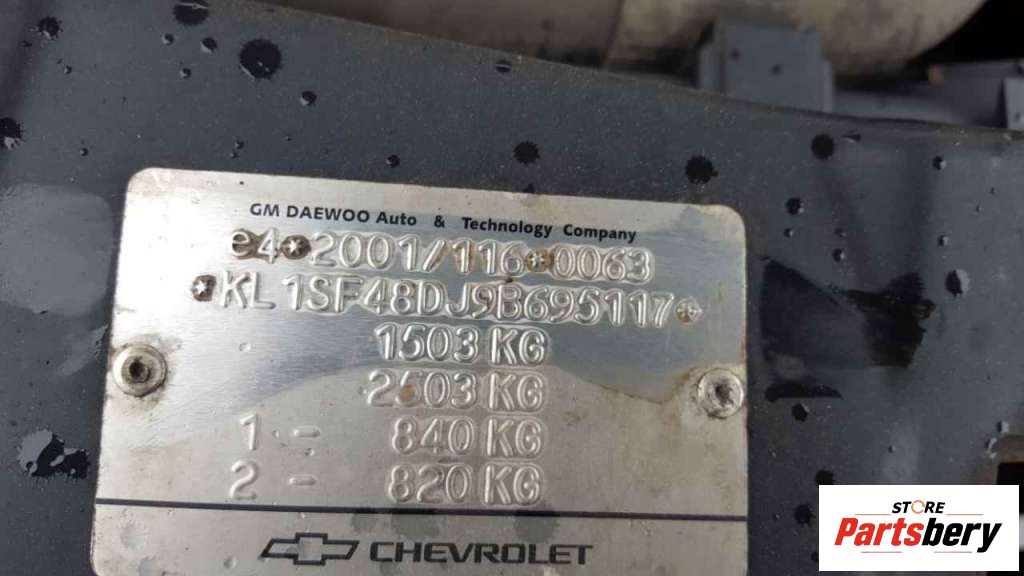 GM DAEWOO Auto & Technology Company
e4*2001/116*0063
*KL1SF48DJ9B695117*
1503 KG
2603 KG
1 - 840 KG
2 - 820 KG
CHEVROLET
STORE
Partsbery